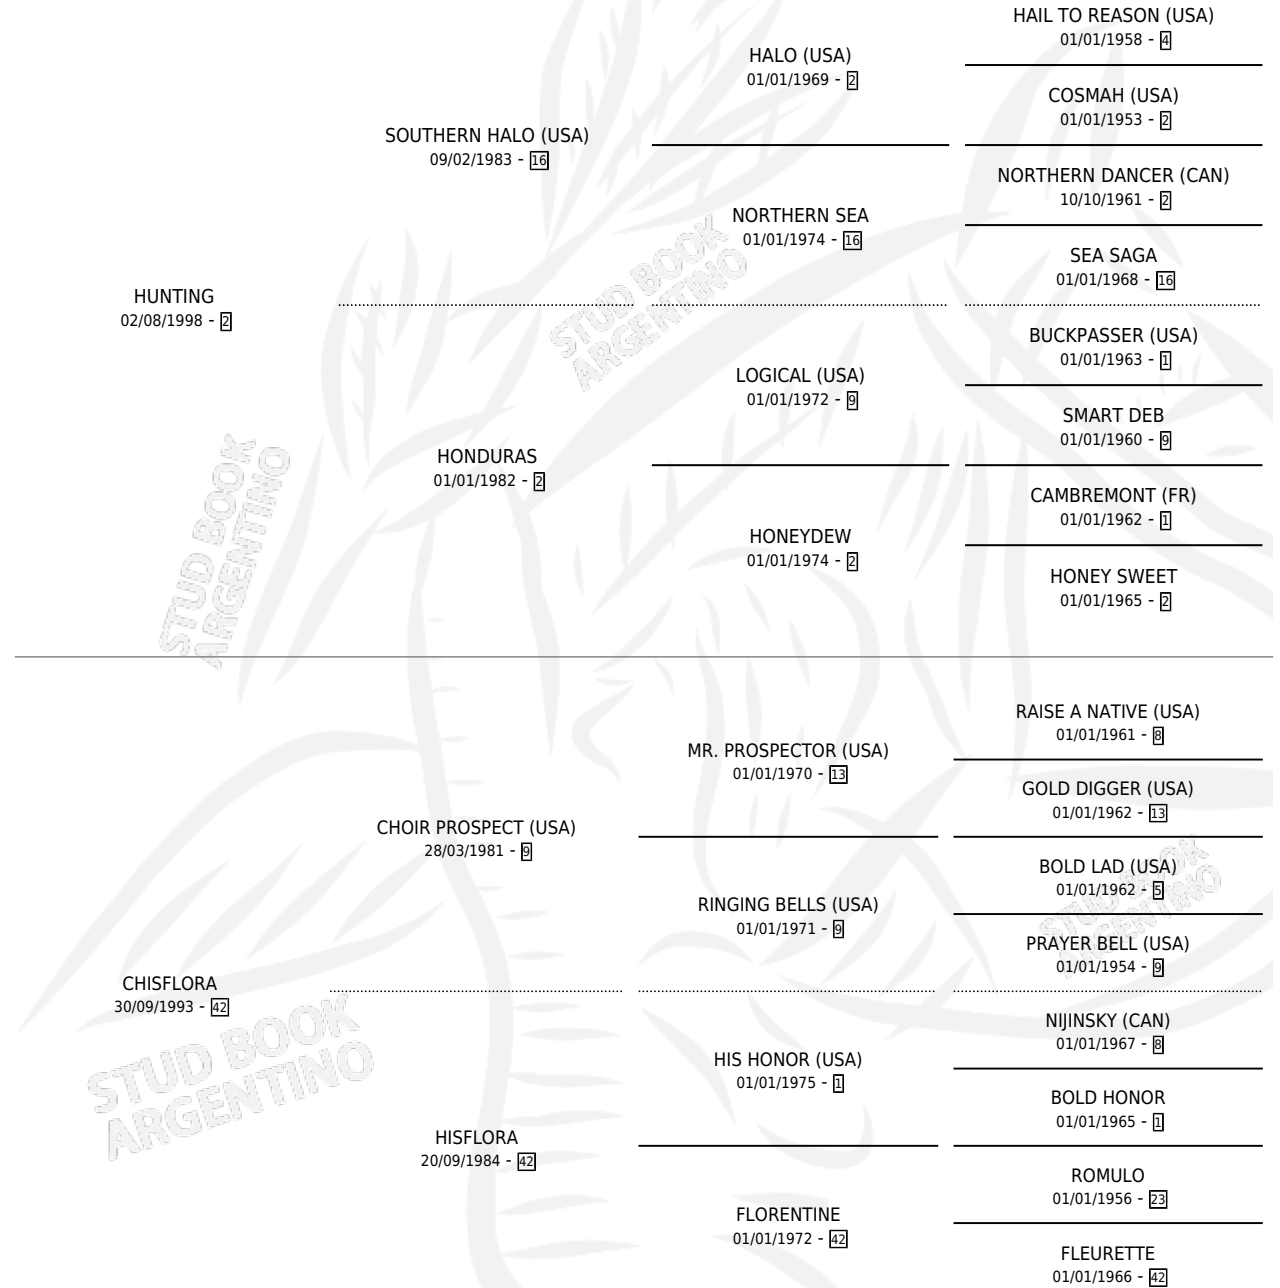 HAIL TO REASON (USA)
01/01/1958 - 4
HALO (USA)
01/01/1969 - 2
COSMAH (USA)
01/01/1953 - 2
SOUTHERN HALO (USA)
09/02/1983 - 16
NORTHERN DANCER (CAN)
10/10/1961 - 2
NORTHERN SEA
01/01/1974 - 16
SEA SAGA
01/01/1968 - 16
HUNTING
02/08/1998 - 2
STUD BOOK
ARGENTINO
BUCKPASSER (USA)
01/01/1963 - 1
LOGICAL (USA)
01/01/1972 - 9
SMART DEB
01/01/1960 - 9
HONDURAS
01/01/1982 - 2
CAMBREMONT (FR)
01/01/1962 - 1
HONEYDEW
01/01/1974 - 2
HONEY SWEET
01/01/1965 - 2
STUD BOOK
ARGENTINO
RAISE A NATIVE (USA)
01/01/1961 - 8
MR. PROSPECTOR (USA)
01/01/1970 - 13
GOLD DIGGER (USA)
01/01/1962 - 13
CHOIR PROSPECT (USA)
28/03/1981 - 9
BOLD LAD (USA)
01/01/1962 - 5
RINGING BELLS (USA)
01/01/1971 - 9
STUD BOOK
ARGENTINO
PRAYER BELL (USA)
01/01/1954 - 9
CHISFLORA
30/09/1993 - 42
NIJINSKY (CAN)
01/01/1967 - 8
HIS HONOR (USA)
01/01/1975 - 1
BOLD HONOR
01/01/1965 - 1
STUD BOOK
ARGENTINO
HISFLORA
20/09/1984 - 42
ROMULO
01/01/1956 - 23
FLORENTINE
01/01/1972 - 42
FLEURETTE
01/01/1966 - 42